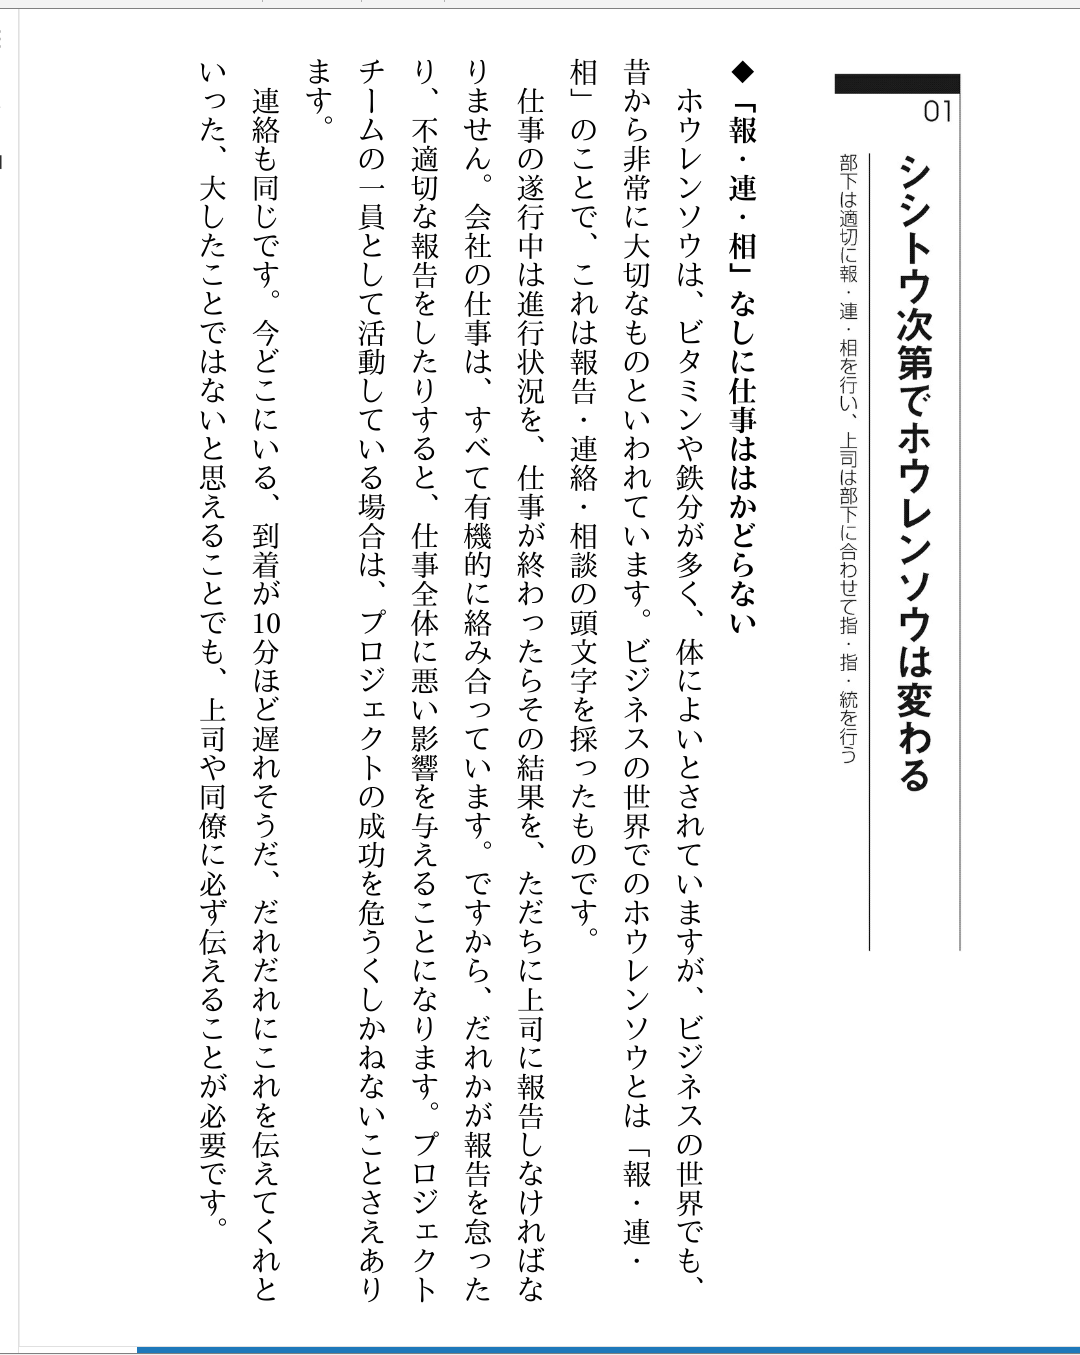 01
シシトウ次第でホウレンソウは変わる
部下は適切に報・連・相を行い、上司は部下に合わせて指・指・統を行う
◆「報・連・相」なしに仕事ははかどらない
ホウレンソウは、ビタミンや鉄分が多く、体によいとされていますが、ビジネスの世界でも、
昔から非常に大切なものといわれています。ビジネスの世界でのホウレンソウとは「報・連・
相」のことで、これは報告・連絡・相談の頭文字を採ったものです。
仕事の遂行中は進行状況を、仕事が終わったらその結果を、ただちに上司に報告しなければな
りません。会社の仕事は、すべて有機的に絡み合っています。ですから、だれかが報告を怠った
り、不適切な報告をしたりすると、仕事全体に悪い影響を与えることになります。プロジェクト
チームの一員として活動している場合は、プロジェクトの成功を危うくしかねないことさえあり
ます。
連絡も同じです。今どこにいる、到着が10分ほど遅れそうだ、だれだれにこれを伝えてくれと
いった、大したことではないと思えることでも、上司や同僚に必ず伝えることが必要です。